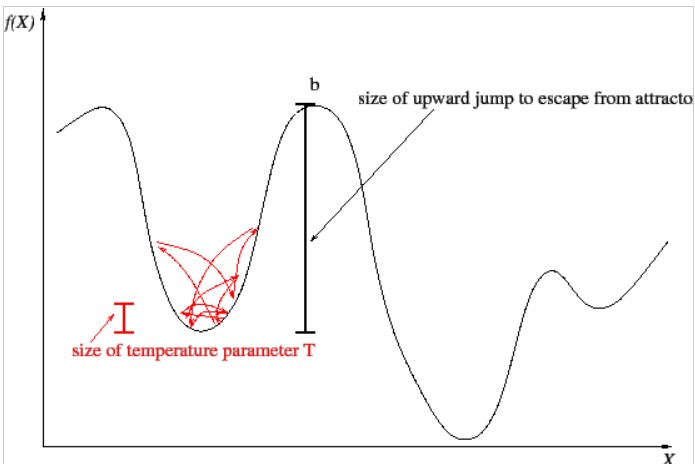 f(X)
b
size of upward jump to escape from attracto
size of temperature parameter T
X